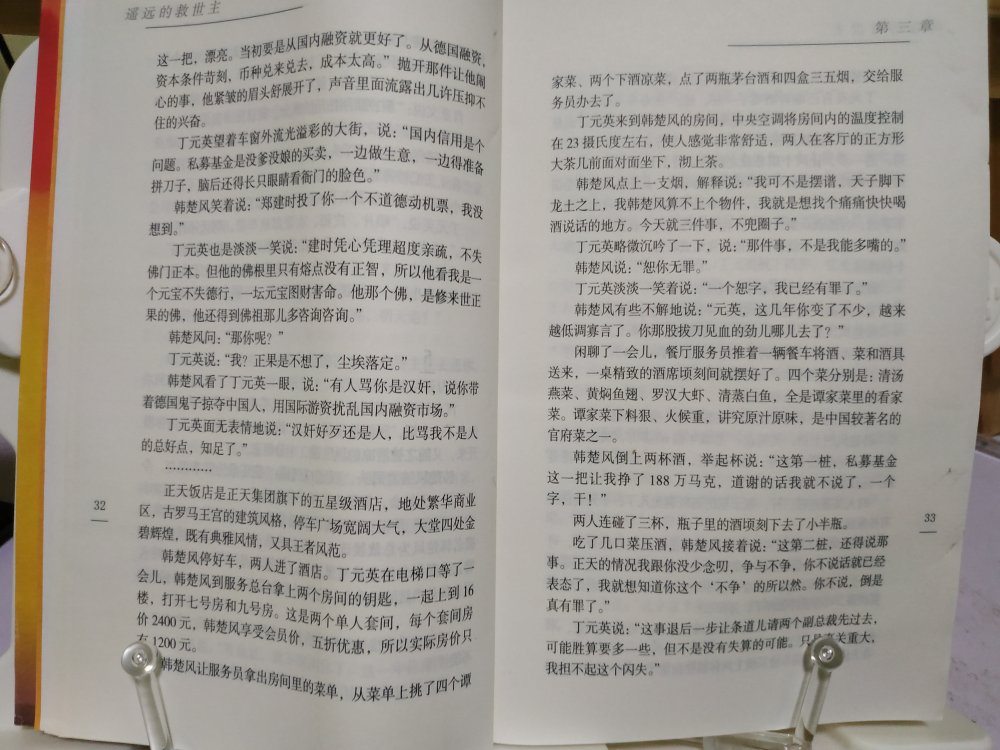 遥远的救世主
这一把，漂亮。当初要是从国内融资就更好了。从德国融资，
资本条件苛刻，币种兑来兑去，成本太高。”抛开那件让他闹
心的事，他紧皱的眉头舒展开了，声音里面流露出几许压抑不
住的兴奋。
丁元英望着车窗外流光溢彩的大街，说：“国内信用是个
问题。私募基金是没爹没娘的买卖，一边做生意，一边得准备
拼刀子，脑后还得长只眼睛看衙门的脸色。”
韩楚风笑着说：“郑建时投了你一个不道德动机票，我没
想到。”
丁元英也是淡淡一笑说：“建时凭心凭理超度亲疏，不失
佛门正本。但他的佛根里只有熔点没有正智，所以他看我是一
个元宝不失德行，一坛元宝图财害命。他那个佛，是修来世正
果的佛，他还得到佛祖那儿多咨询咨询。”
韩楚风问：“那你呢？”
丁元英说：“我？正果是不想了，尘埃落定。”
韩楚风看了丁元英一眼，说：“有人骂你是汉奸，说你带
着德国鬼子掠夺中国人，用国际游资扰乱国内融资市场。”
丁元英面无表情地说：“汉奸好歹还是人，比骂我不是人
的总好点，知足了。”
…………
正天饭店是正天集团旗下的五星级酒店，地处繁华商业
区，古罗马王宫的建筑风格，停车广场宽阔大气，大堂四处金
碧辉煌，既有典雅风情，又具王者风范。
韩楚风停好车，两人进了酒店。丁元英在电梯口等了一
会儿，韩楚风到服务总台拿上两个房间的钥匙，一起上到 16
楼，打开七号房和九号房。这是两个单人套间，每个套间房
价 2400 元，韩楚风享受会员价，五折优惠，所以实际房价只
有 1200 元。
韩楚风让服务员拿出房间里的菜单，从菜单上挑了四个谭
32
第三章
家菜、两个下酒凉菜，点了两瓶茅台酒和四盒三五烟，交给服
务员办去了。
丁元英来到韩楚风的房间，中央空调将房间内的温度控制
在 23 摄氏度左右，使人感觉非常舒适，两人在客厅的正方形
大茶几前面对面坐下，沏上茶。
韩楚风点上一支烟，解释说：“我可不是摆谱，天子脚下
龙土之上，我韩楚风算不上个物件，我就是想找个痛痛快快喝
酒说话的地方。今天就三件事，不兜圈子。”
丁元英略微沉吟了一下，说：“那件事，不是我能多嘴的。”
韩楚风说：“恕你无罪。”
丁元英淡淡一笑着说：“一个恕字，我已经有罪了。”
韩楚风有些不解地说：“元英，这几年你变了不少，越来
越低调寡言了。你那股拔刀见血的劲儿哪儿去了？”
闲聊了一会儿，餐厅服务员推着一辆餐车将酒、菜和酒具
送来，一桌精致的酒席顷刻间就摆好了。四个菜分别是：清汤
燕菜、黄焖鱼翅、罗汉大虾、清蒸白鱼，全是谭家菜里的看家
菜。谭家菜下料狠、火候重，讲究原汁原味，是中国较著名的
官府菜之一。
韩楚风倒上两杯酒，举起杯说：“这第一桩，私募基金
这一把让我挣了 188 万马克，道谢的话我就不说了，一个
字，干！”
两人连碰了三杯，瓶子里的酒顷刻下去了小半瓶。
吃了几口菜压酒，韩楚风接着说：“这第二桩，还得说那
事。正天的情况我跟你没少念叨，争与不争，你不说话就已经
表态了，我就想知道你这个‘不争’的所以然。你不说，倒是
真有罪了。”
丁元英说：“这事退后一步让条道儿请两个副总裁先过去，
可能胜算要多一些，但不是没有失算的可能。只是事关重大，
我担不起这个闪失。”
33